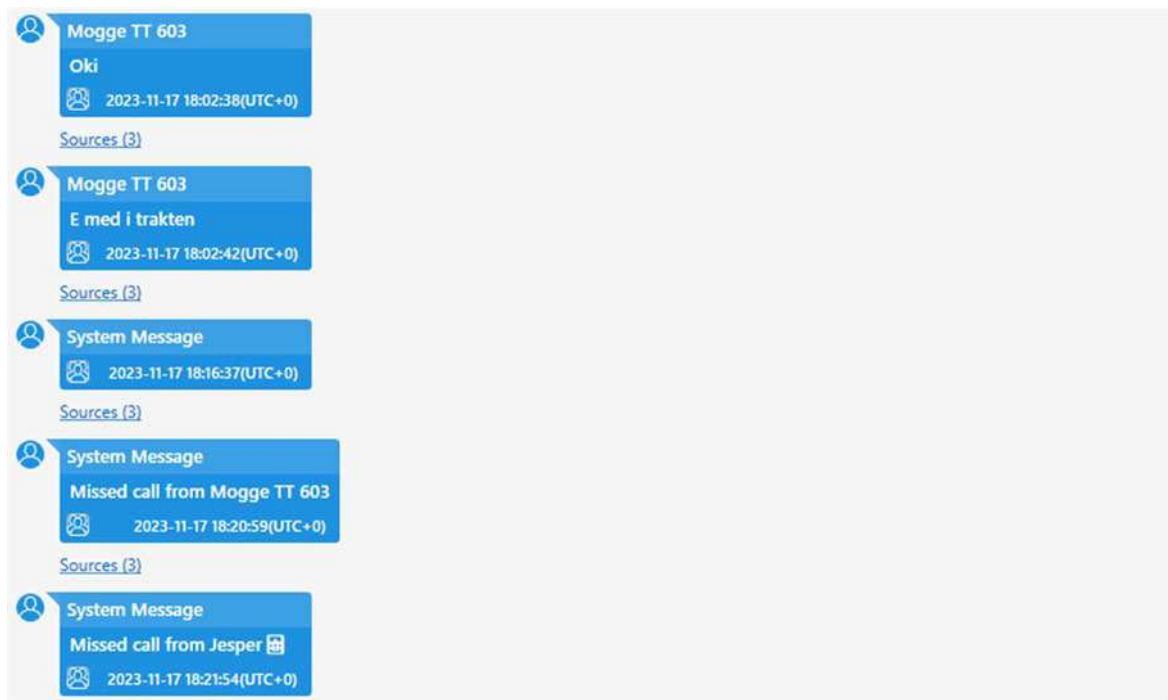 Mogge TT 603
Oki
2023-11-17 18:02:38(UTC+0)
Sources (3)
Mogge TT 603
E med i trakten
2023-11-17 18:02:42(UTC+0)
Sources (3)
System Message
2023-11-17 18:16:37(UTC+0)
Sources (3)
System Message
Missed call from Mogge TT 603
2023-11-17 18:20:59(UTC+0)
Sources (3)
System Message
Missed call from Jesper
2023-11-17 18:21:54(UTC+0)